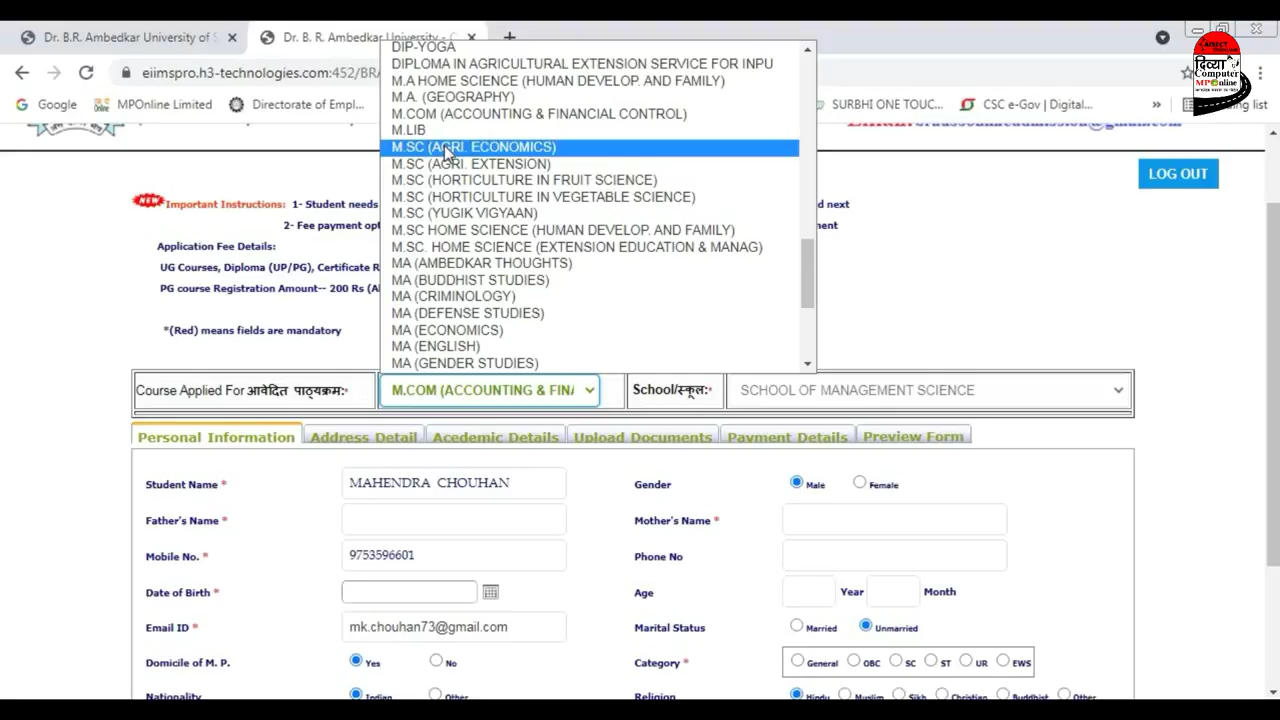 Dr. B.R. Ambedkar University of S
Dr. B. R. Ambedkar University - C
eiimspro.h3-technologies.com:452/BRA
Google
MPOnline Limited
Directorate of Empl...
SURBHI ONE TOUC...
CSC e-Gov | Digital...
ing list
AISECT
दिव्या
Computer
MPOnline
LOG OUT
DIP-YOGA
DIPLOMA IN AGRICULTURAL EXTENSION SERVICE FOR INPU
M.A HOME SCIENCE (HUMAN DEVELOP. AND FAMILY)
M.A. (GEOGRAPHY)
M.COM (ACCOUNTING & FINANCIAL CONTROL)
M.LIB
M.SC (AGRI. ECONOMICS)
M.SC (AGRI. EXTENSION)
M.SC (HORTICULTURE IN FRUIT SCIENCE)
M.SC (HORTICULTURE IN VEGETABLE SCIENCE)
M.SC (YUGIK VIGYAAN)
M.SC HOME SCIENCE (HUMAN DEVELOP. AND FAMILY)
M.SC. HOME SCIENCE (EXTENSION EDUCATION & MANAG)
MA (AMBEDKAR THOUGHTS)
MA (BUDDHIST STUDIES)
MA (CRIMINOLOGY)
MA (DEFENSE STUDIES)
MA (ECONOMICS)
MA (ENGLISH)
MA (GENDER STUDIES)
NEW Important Instructions: 1- Student needs
d next
2- Fee payment opt
ment
Application Fee Details:
UG Courses, Diploma (UP/PG), Certificate R
PG course Registration Amount-- 200 Rs (A
*(Red) means fields are mandatory
Course Applied For आवेदित पाठ्यक्रम:* M.COM (ACCOUNTING & FINA School/स्कूल:* SCHOOL OF MANAGEMENT SCIENCE
Personal Information Address Detail Acedemic Details Upload Documents Payment Details Preview Form
Student Name * MAHENDRA CHOUHAN Gender Male Female
Father's Name * Mother's Name *
Mobile No. * 9753596601 Phone No
Date of Birth * Age Year Month
Email ID * mk.chouhan73@gmail.com Marital Status Married Unmarried
Domicile of M. P. Yes No Category * General OBC SC ST UR EWS
Nationality Indian Other Religion Hindu Muslim Sikh Christian Buddhist Other